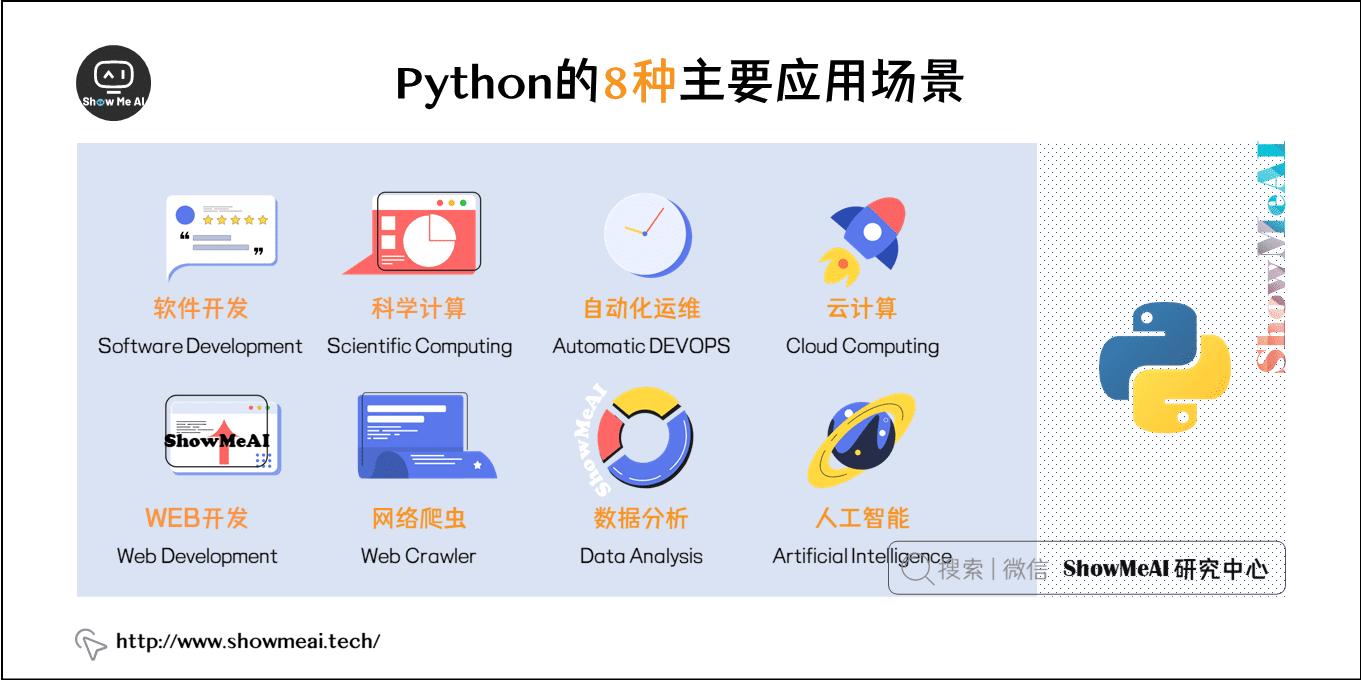 Show Me AI
Python的8种主要应用场景
ShowMeAI
软件开发 科学计算 自动化运维 云计算
Software Development Scientific Computing Automatic DEVOPS Cloud Computing
ShowMeAI
ShowMeAI
WEB开发 网络爬虫 数据分析 人工智能
Web Development Web Crawler Data Analysis Artificial Intelligence
搜索 | 微信 ShowMeAI 研究中心
http://www.showmeai.tech/